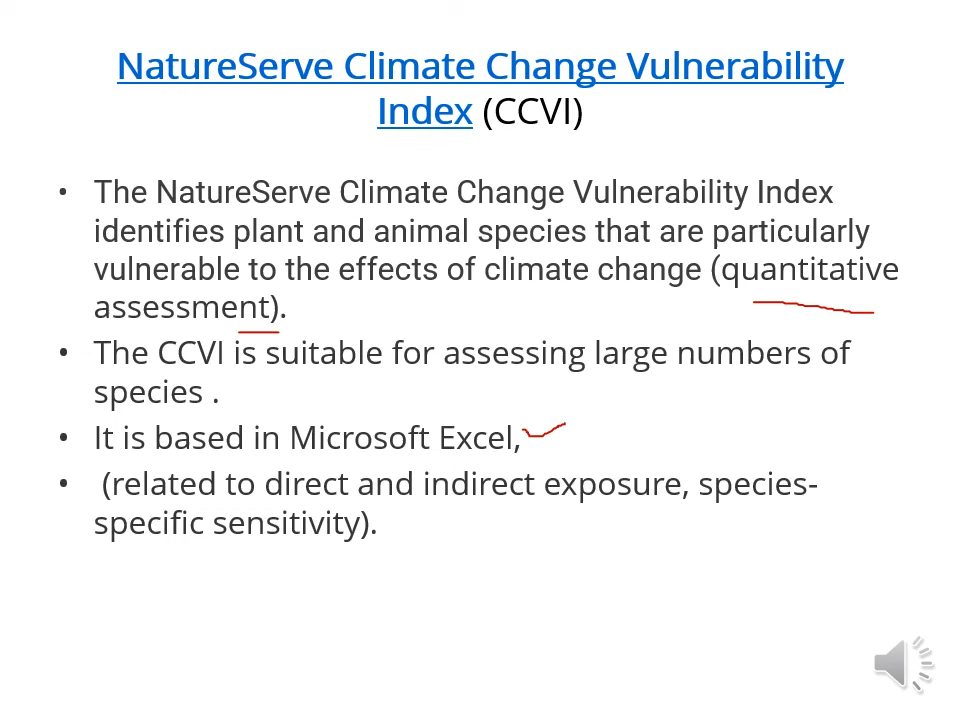 NatureServe Climate Change Vulnerability
Index (CCVI)
• The NatureServe Climate Change Vulnerability Index
identifies plant and animal species that are particularly
vulnerable to the effects of climate change (quantitative
assessment).
• The CCVI is suitable for assessing large numbers of
species .
• It is based in Microsoft Excel,
• (related to direct and indirect exposure, species-
specific sensitivity).